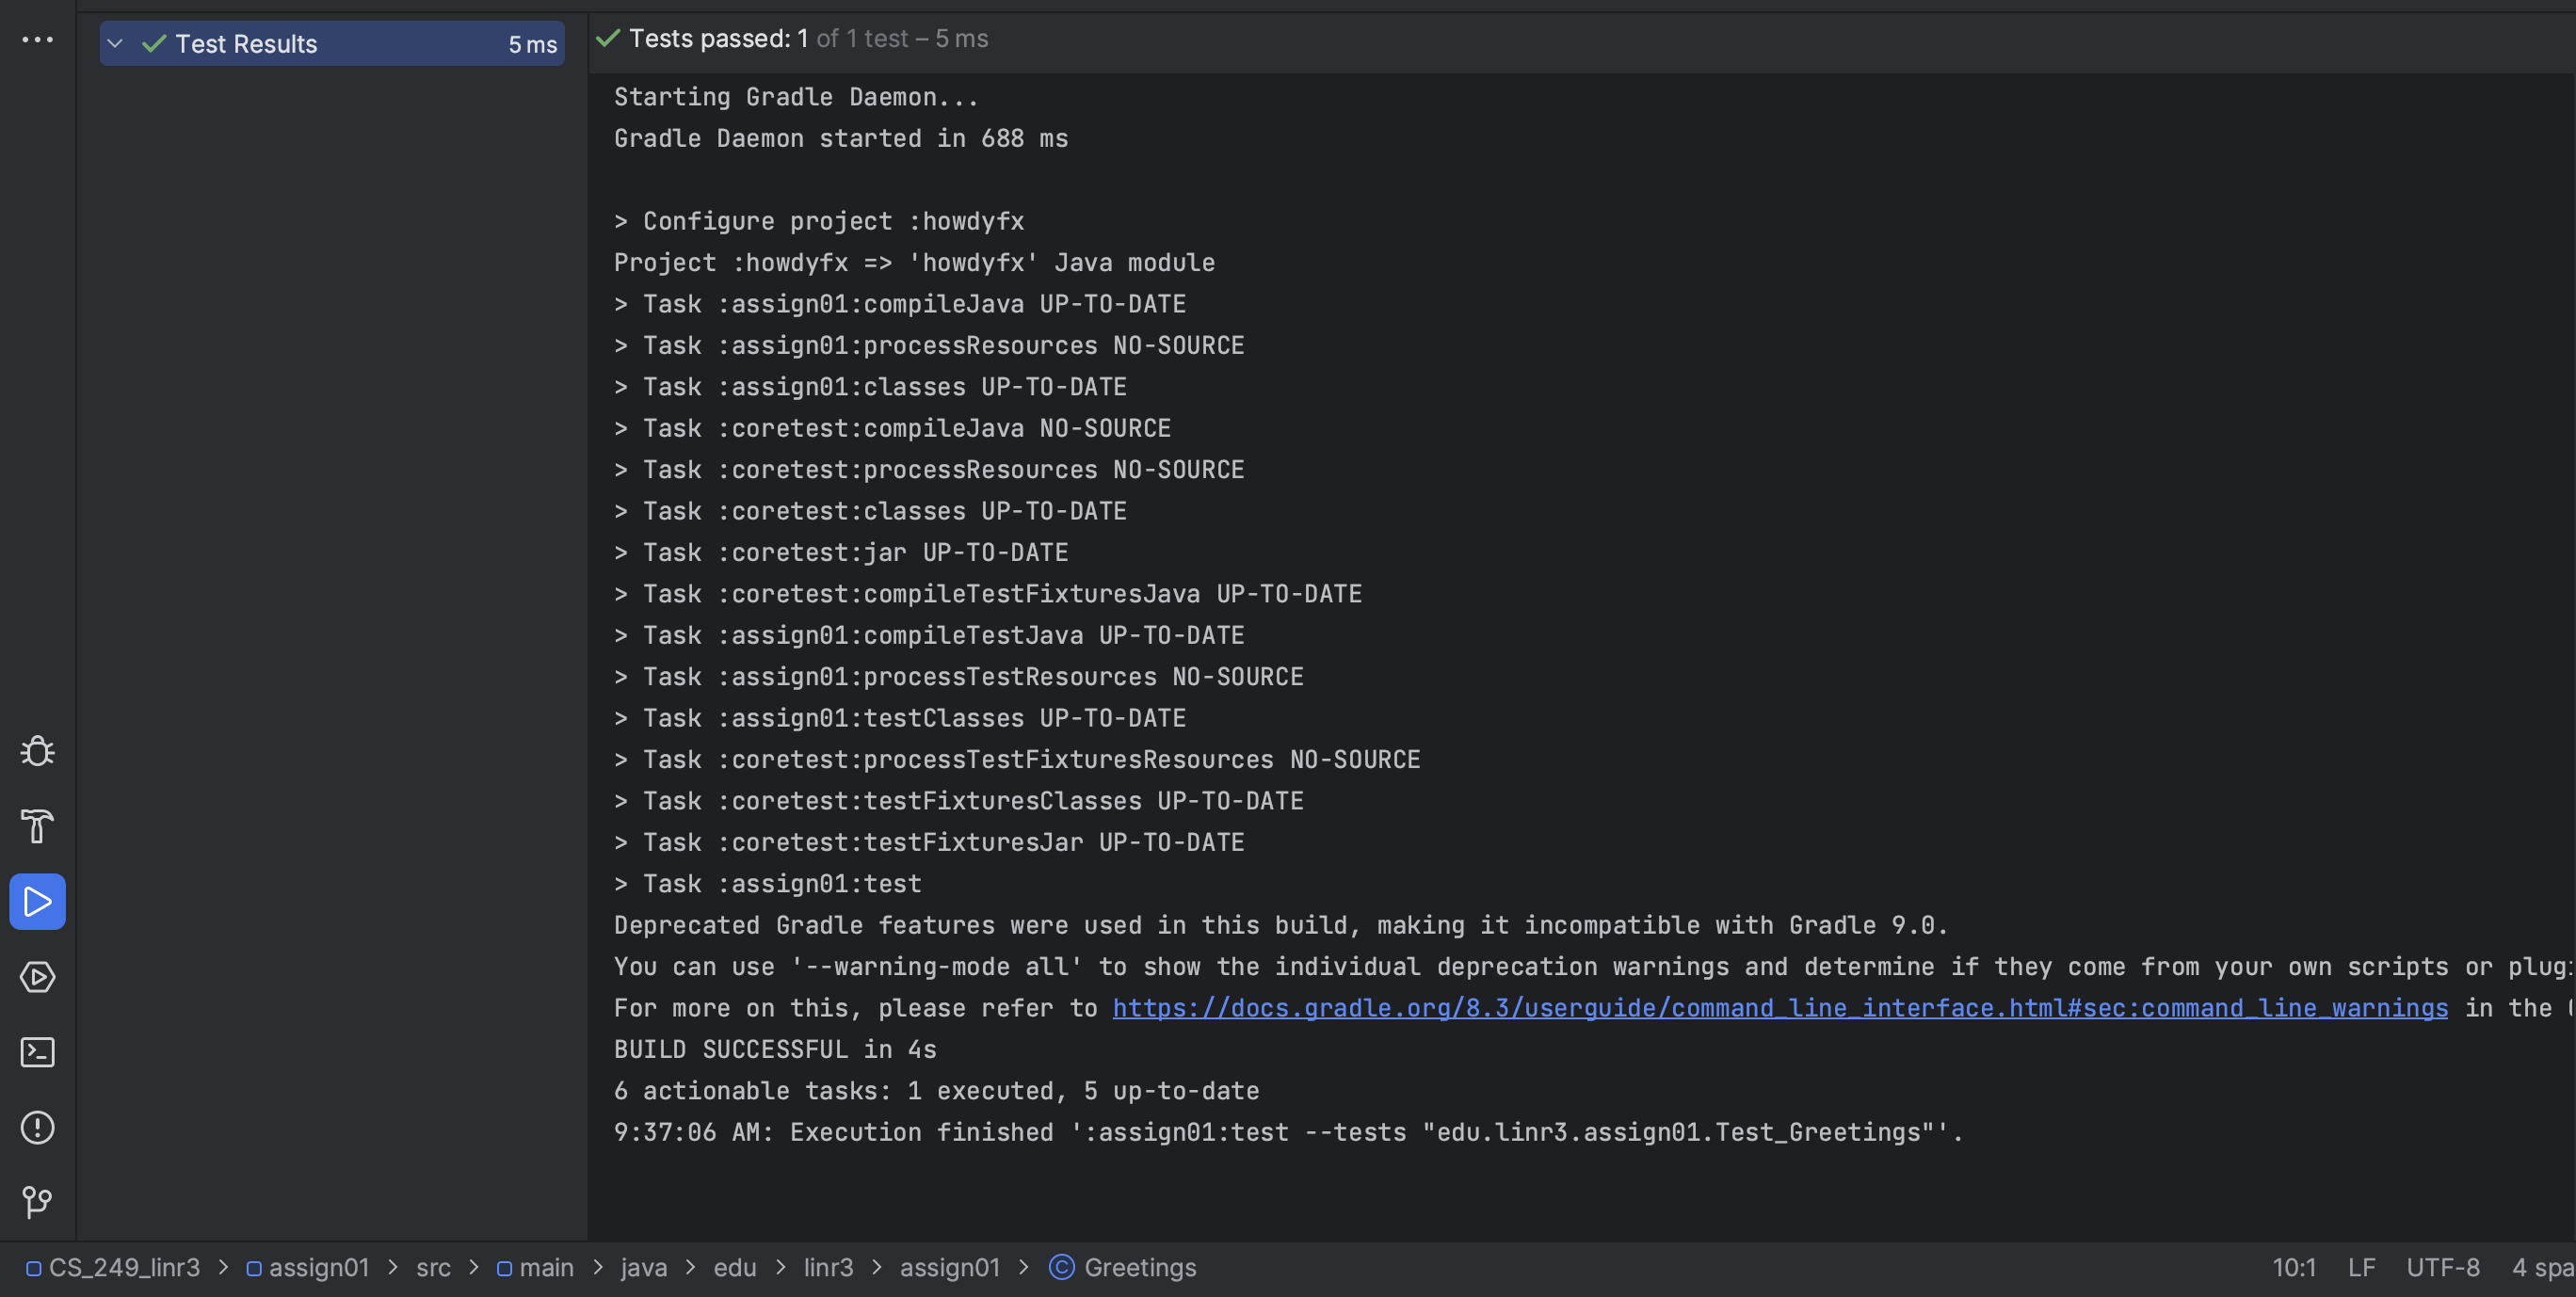 Test Results 5 ms
Tests passed: 1 of 1 test – 5 ms
Starting Gradle Daemon...
Gradle Daemon started in 688 ms
> Configure project :howdyfx
Project :howdyfx => 'howdyfx' Java module
> Task :assign01:compileJava UP-TO-DATE
> Task :assign01:processResources NO-SOURCE
> Task :assign01:classes UP-TO-DATE
> Task :coretest:compileJava NO-SOURCE
> Task :coretest:processResources NO-SOURCE
> Task :coretest:classes UP-TO-DATE
> Task :coretest:jar UP-TO-DATE
> Task :coretest:compileTestFixturesJava UP-TO-DATE
> Task :assign01:compileTestJava UP-TO-DATE
> Task :assign01:processTestResources NO-SOURCE
> Task :assign01:testClasses UP-TO-DATE
> Task :coretest:processTestFixturesResources NO-SOURCE
> Task :coretest:testFixturesClasses UP-TO-DATE
> Task :coretest:testFixturesJar UP-TO-DATE
> Task :assign01:test
Deprecated Gradle features were used in this build, making it incompatible with Gradle 9.0.
You can use '--warning-mode all' to show the individual deprecation warnings and determine if they come from your own scripts or
For more on this, please refer to https://docs.gradle.org/8.3/userguide/command_line_interface.html#sec:command_line_warnings in the
BUILD SUCCESSFUL in 4s
6 actionable tasks: 1 executed, 5 up-to-date
9:37:06 AM: Execution finished ':assign01:test --tests "edu.linr3.assign01.Test_Greetings"'.
CS_249_linr3 > assign01 > src > main > java > edu > linr3 > assign01 > Greetings 10:1 LF UTF-8 4